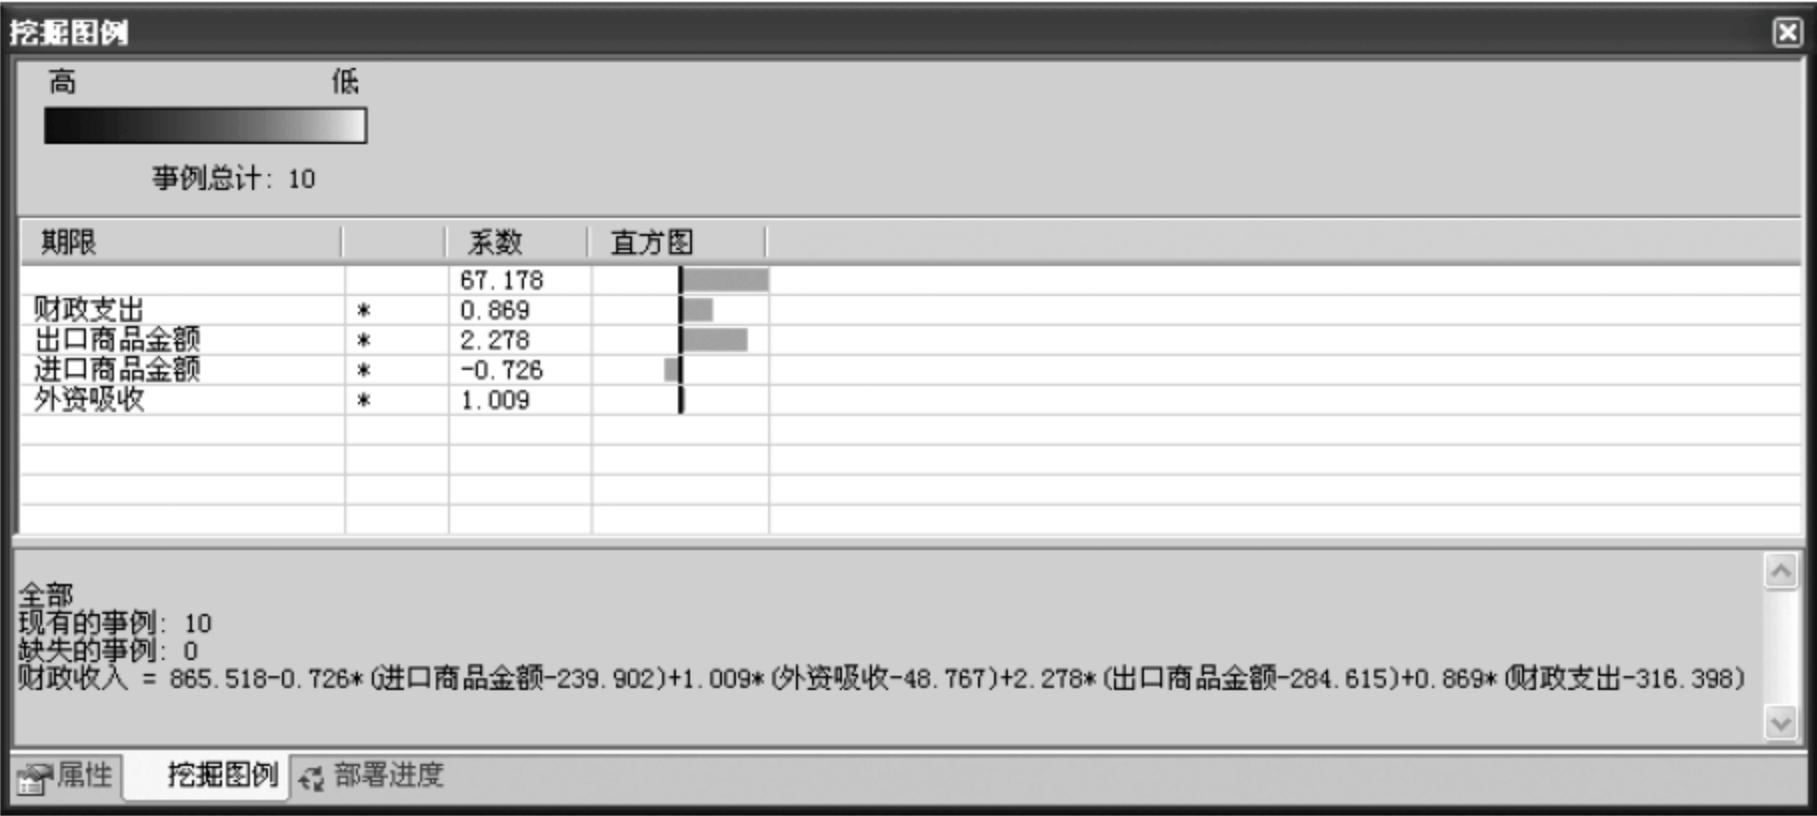 挖掘图例
高 低
事例总计: 10
期限 系数 直方图
67.178
财政支出 * 0.869
出口商品金额 * 2.278
进口商品金额 * -0.726
外资吸收 * 1.009
全部
现有的事例: 10
缺失的事例: 0
财政收入 = 865.518-0.726*(进口商品金额-239.902)+1.009*(外资吸收-48.767)+2.278*(出口商品金额-284.615)+0.869*(财政支出-316.398)
属性 挖掘图例 部署进度